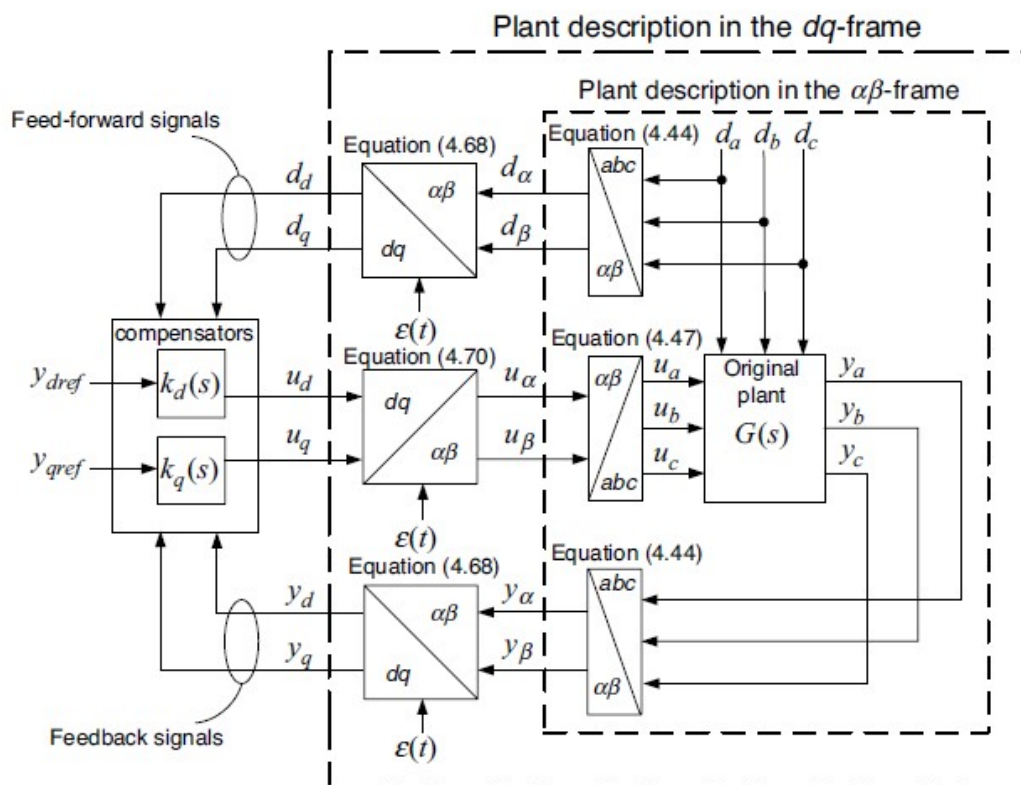 Plant description in the dq-frame
Plant description in the αβ-frame
Feed-forward signals
Equation (4.68)
Equation (4.44)
d_a d_b d_c
abc
αβ
d_d
d_α
αβ
d_q
d_β
dq
ε(t)
compensators
Equation (4.70)
Equation (4.47)
y_dref
k_d(s)
u_d
dq
u_α
αβ
u_a
Original
plant
G(s)
y_a
u_b
y_b
y_qref
k_q(s)
u_q
αβ
u_β
abc
u_c
y_c
ε(t)
Equation (4.68)
Equation (4.44)
abc
y_d
αβ
y_α
y_q
dq
y_β
αβ
Feedback signals
ε(t)